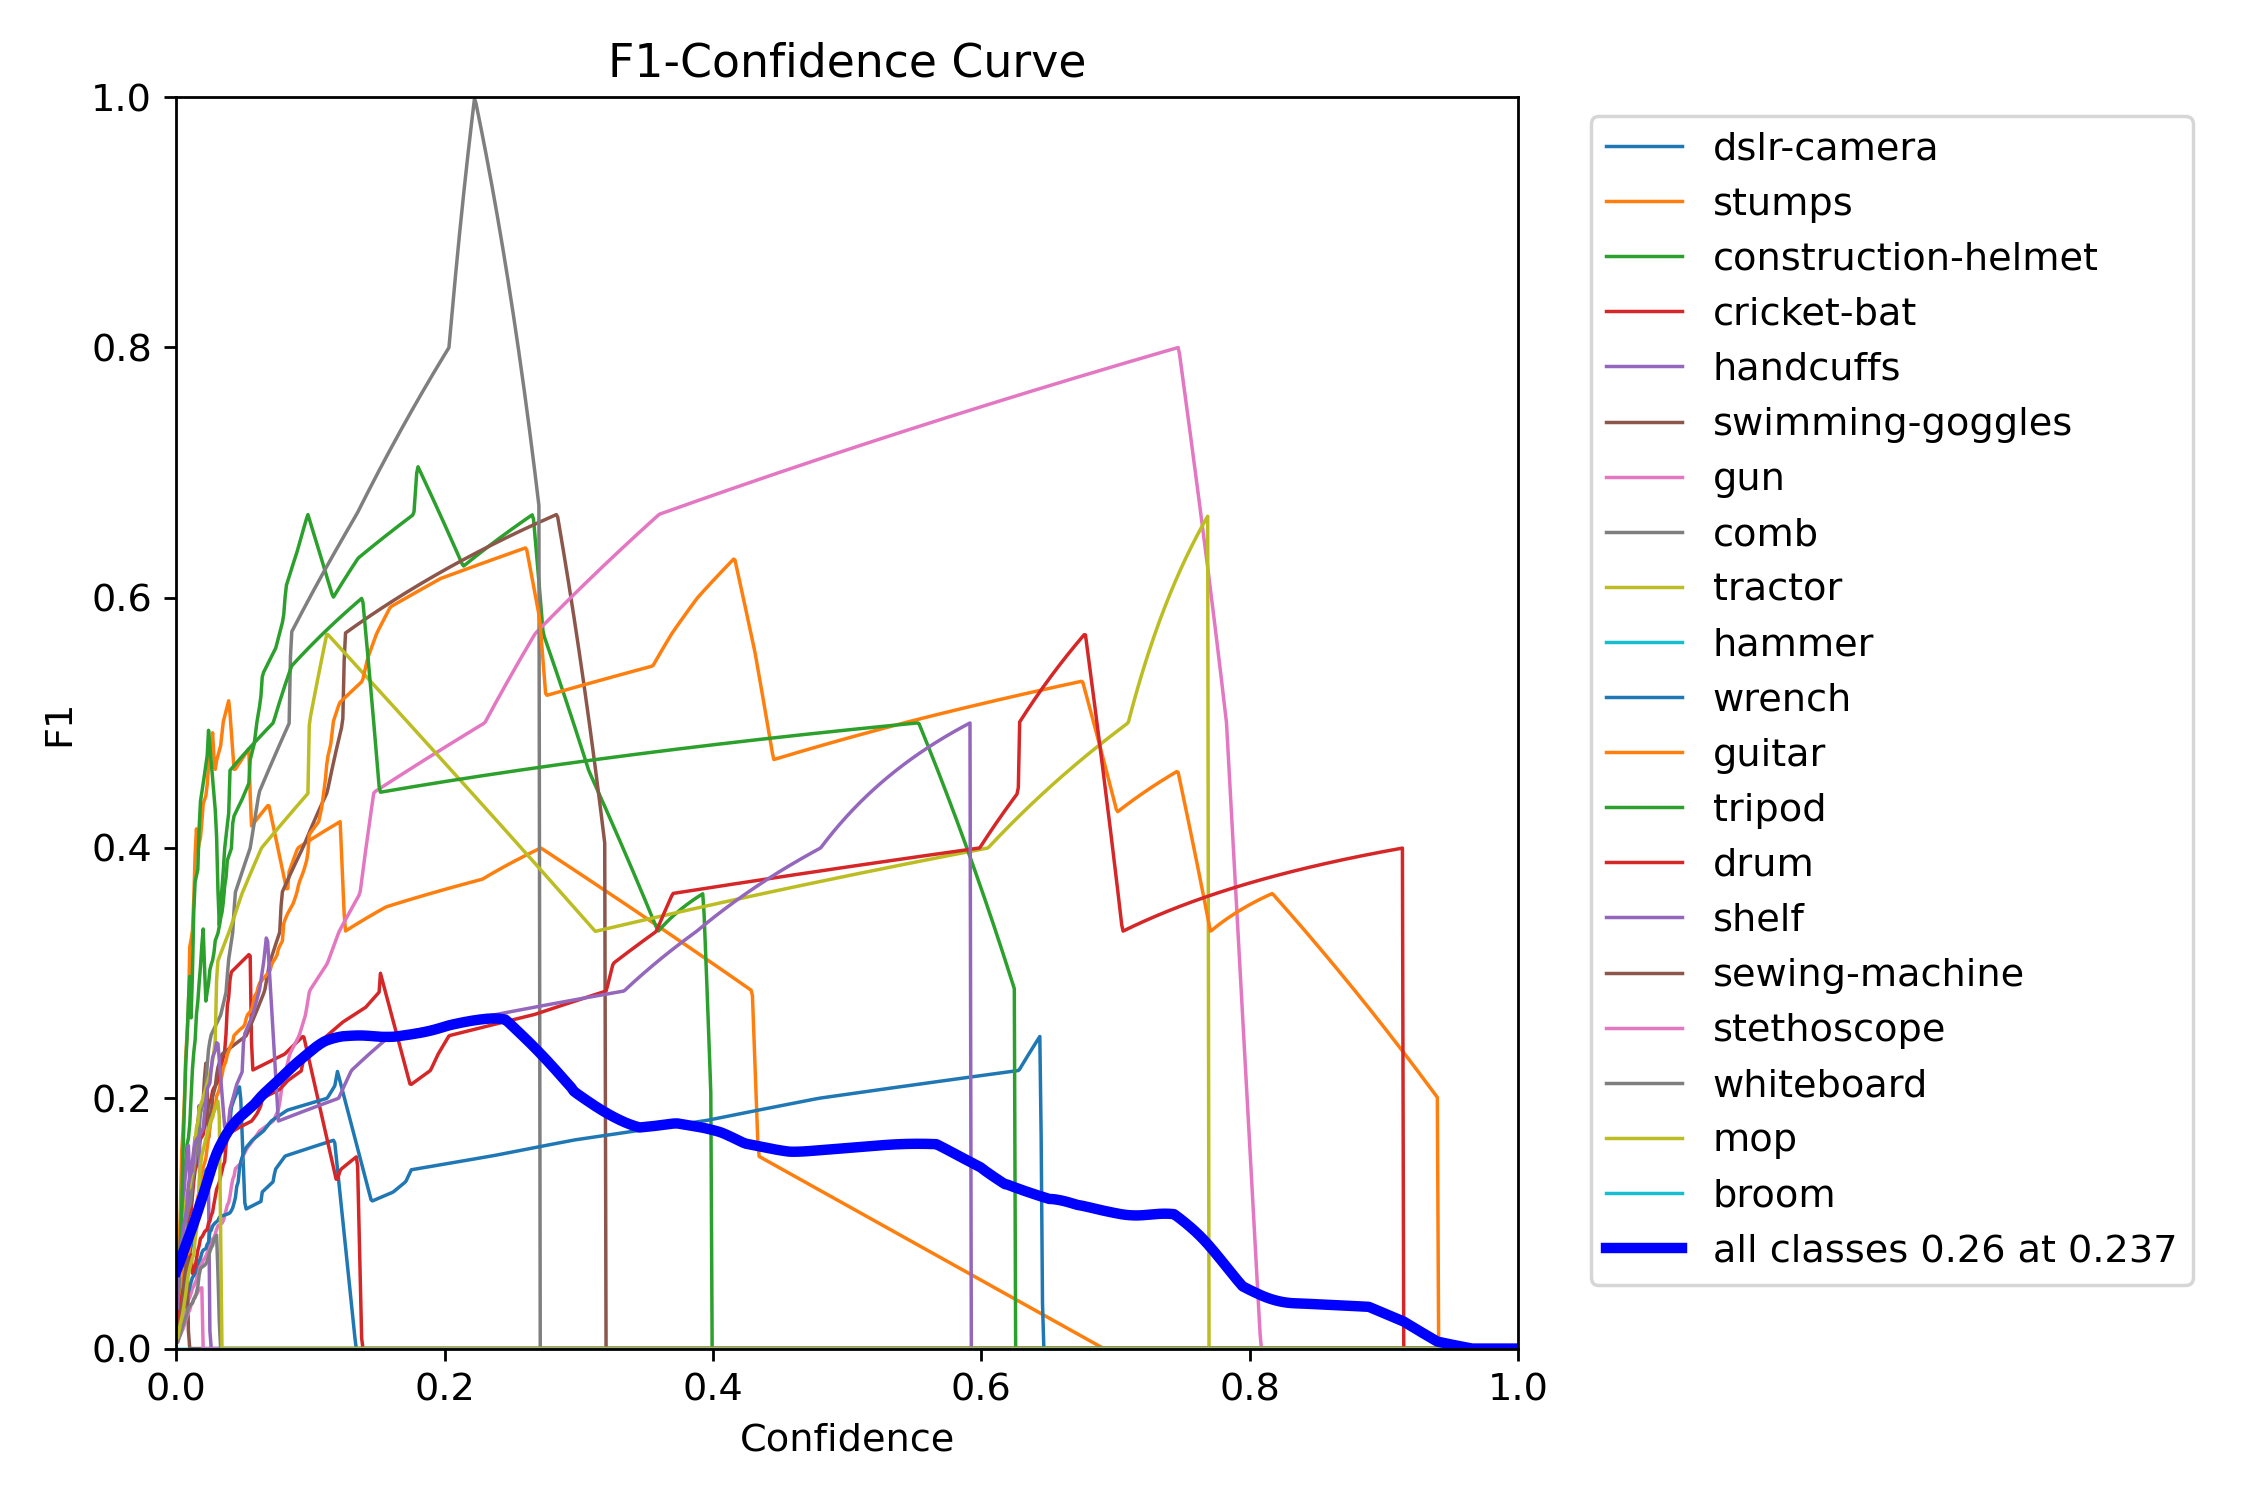 F1-Confidence Curve
1.0
0.8
0.6
0.4
0.2
0.0
F1
0.0 0.2 0.4 0.6 0.8 1.0
Confidence
dslr-camera
stumps
construction-helmet
cricket-bat
handcuffs
swimming-goggles
gun
comb
tractor
hammer
wrench
guitar
tripod
drum
shelf
sewing-machine
stethoscope
whiteboard
mop
broom
all classes 0.26 at 0.237